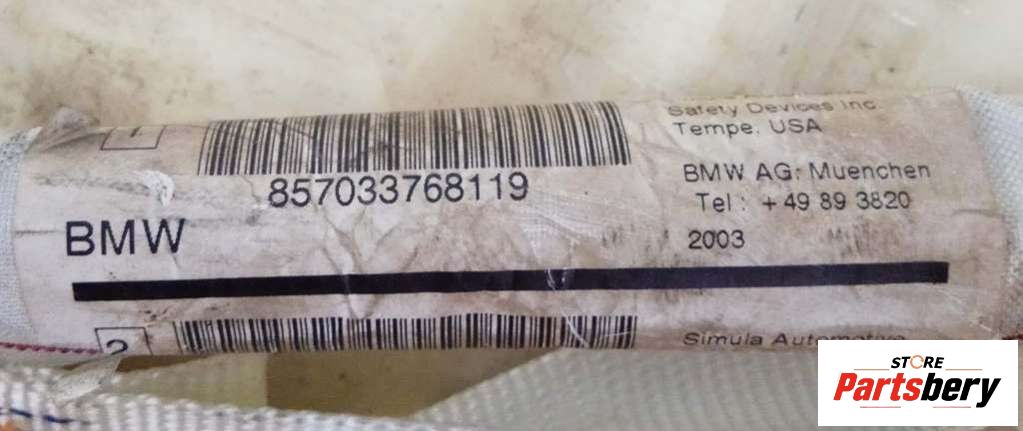 Safety Devices Inc.
Tempe, USA
857033768119
BMW AG: Muenchen
Tel : +49 89 3820
BMW
2003
2
Simula Automotive
STORE
Partsbery